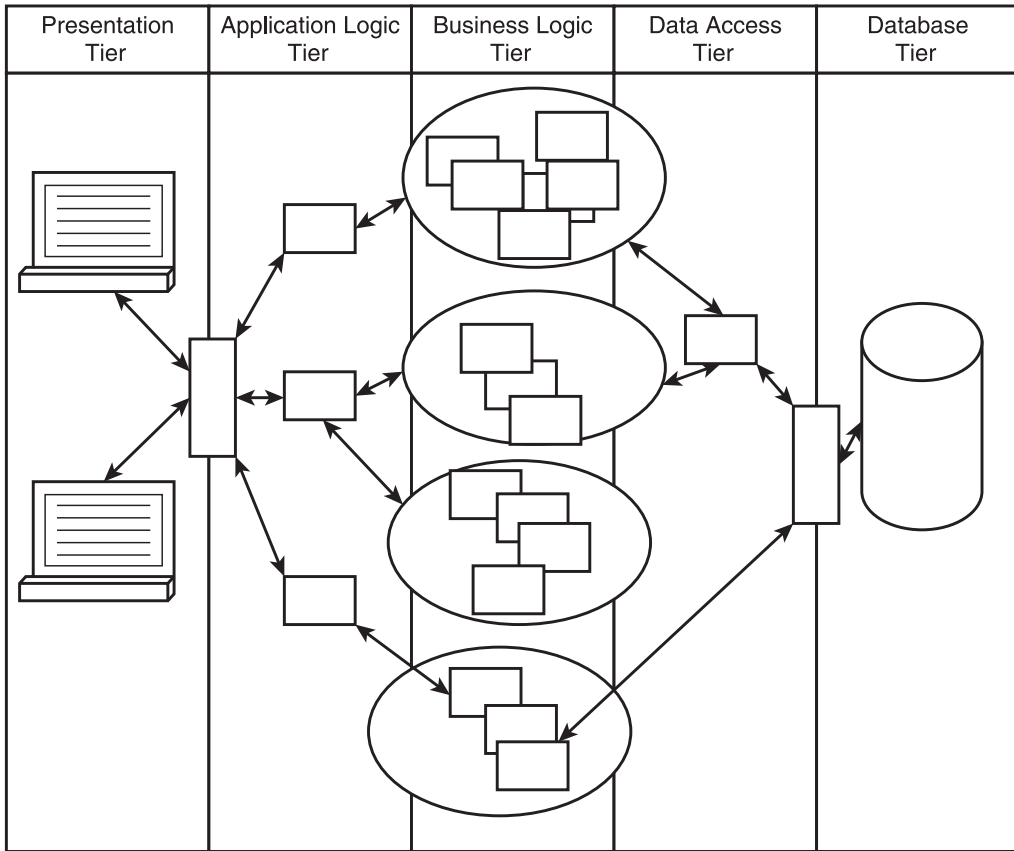 Presentation
Tier
Application Logic
Tier
Business Logic
Tier
Data Access
Tier
Database
Tier